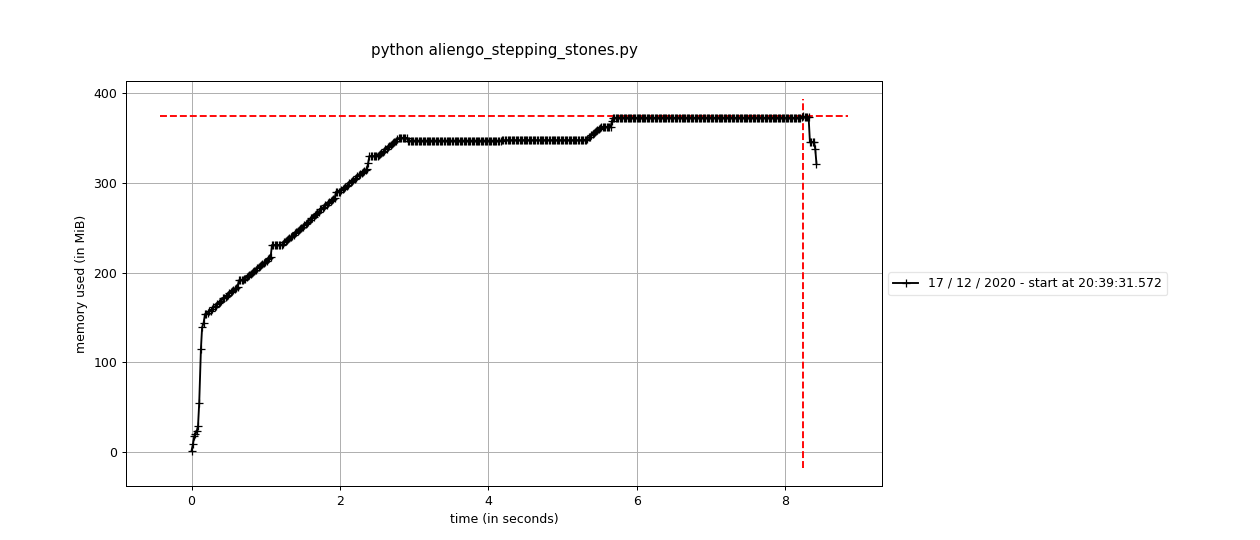 python aliengo_stepping_stones.py
400
300
200
100
0
memory used (in MiB)
0 2 4 6 8
time (in seconds)
17 / 12 / 2020 - start at 20:39:31.572